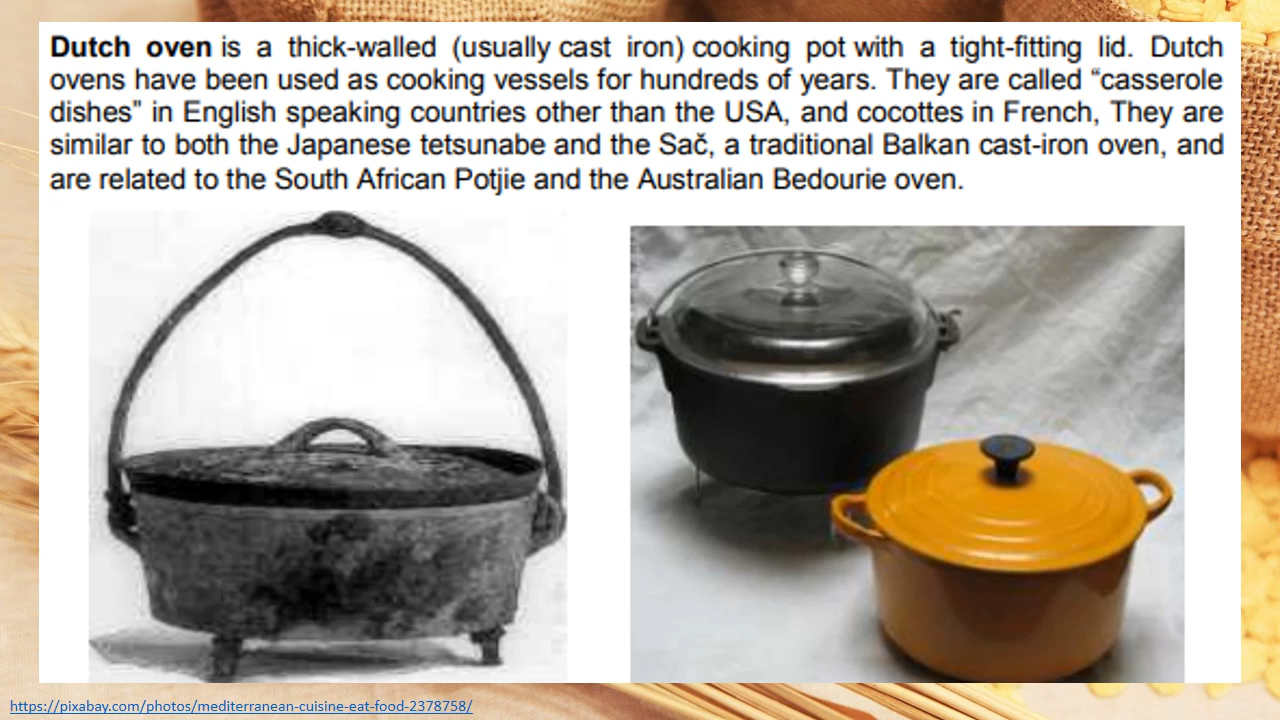 Dutch oven is a thick-walled (usually cast iron) cooking pot with a tight-fitting lid. Dutch
ovens have been used as cooking vessels for hundreds of years. They are called “casserole
dishes” in English speaking countries other than the USA, and cocottes in French, They are
similar to both the Japanese tetsunabe and the Sač, a traditional Balkan cast-iron oven, and
are related to the South African Potjie and the Australian Bedourie oven.
https://pixabay.com/photos/mediterranean-cuisine-eat-food-2378758/